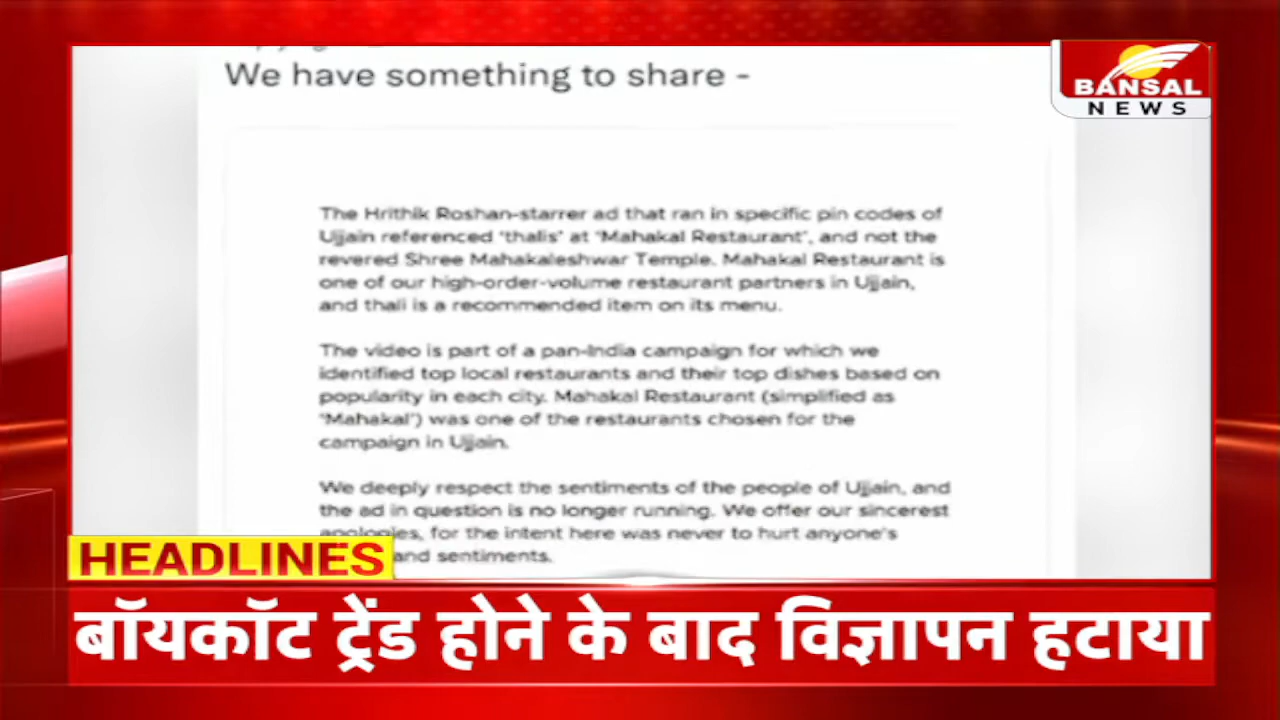 We have something to share -
BANSAL
NEWS
The Hrithik Roshan-starrer ad that ran in specific pin codes of
Ujjain referenced 'thalis' at 'Mahakal Restaurant', and not the
revered Shree Mahakaleshwar Temple. Mahakal Restaurant is
one of our high-order-volume restaurant partners in Ujjain,
and thali is a recommended item on its menu.
The video is part of a pan-India campaign for which we
identified top local restaurants and their top dishes based on
popularity in each city. Mahakal Restaurant (simplified as
'Mahakal') was one of the restaurants chosen for the
campaign in Ujjain.
We deeply respect the sentiments of the people of Ujjain, and
the ad in question is no longer running. We offer our sincerest
apologies, for the intent here was never to hurt anyone's
and sentiments.
HEADLINES
बॉयकॉट ट्रेंड होने के बाद विज्ञापन हटाया